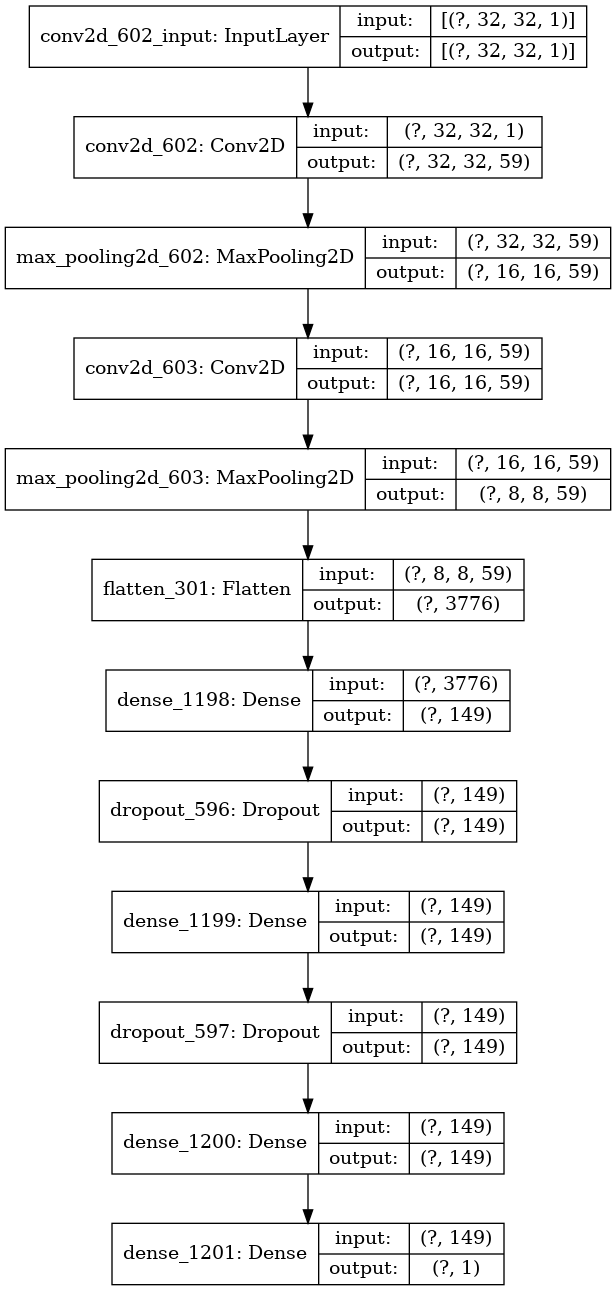 conv2d_602_input: InputLayer
input:
[(?, 32, 32, 1)]
output:
[(?, 32, 32, 1)]
conv2d_602: Conv2D
input:
(?, 32, 32, 1)
output:
(?, 32, 32, 59)
max_pooling2d_602: MaxPooling2D
input:
(?, 32, 32, 59)
output:
(?, 16, 16, 59)
conv2d_603: Conv2D
input:
(?, 16, 16, 59)
output:
(?, 16, 16, 59)
max_pooling2d_603: MaxPooling2D
input:
(?, 16, 16, 59)
output:
(?, 8, 8, 59)
flatten_301: Flatten
input:
(?, 8, 8, 59)
output:
(?, 3776)
dense_1198: Dense
input:
(?, 3776)
output:
(?, 149)
dropout_596: Dropout
input:
(?, 149)
output:
(?, 149)
dense_1199: Dense
input:
(?, 149)
output:
(?, 149)
dropout_597: Dropout
input:
(?, 149)
output:
(?, 149)
dense_1200: Dense
input:
(?, 149)
output:
(?, 149)
dense_1201: Dense
input:
(?, 149)
output:
(?, 1)